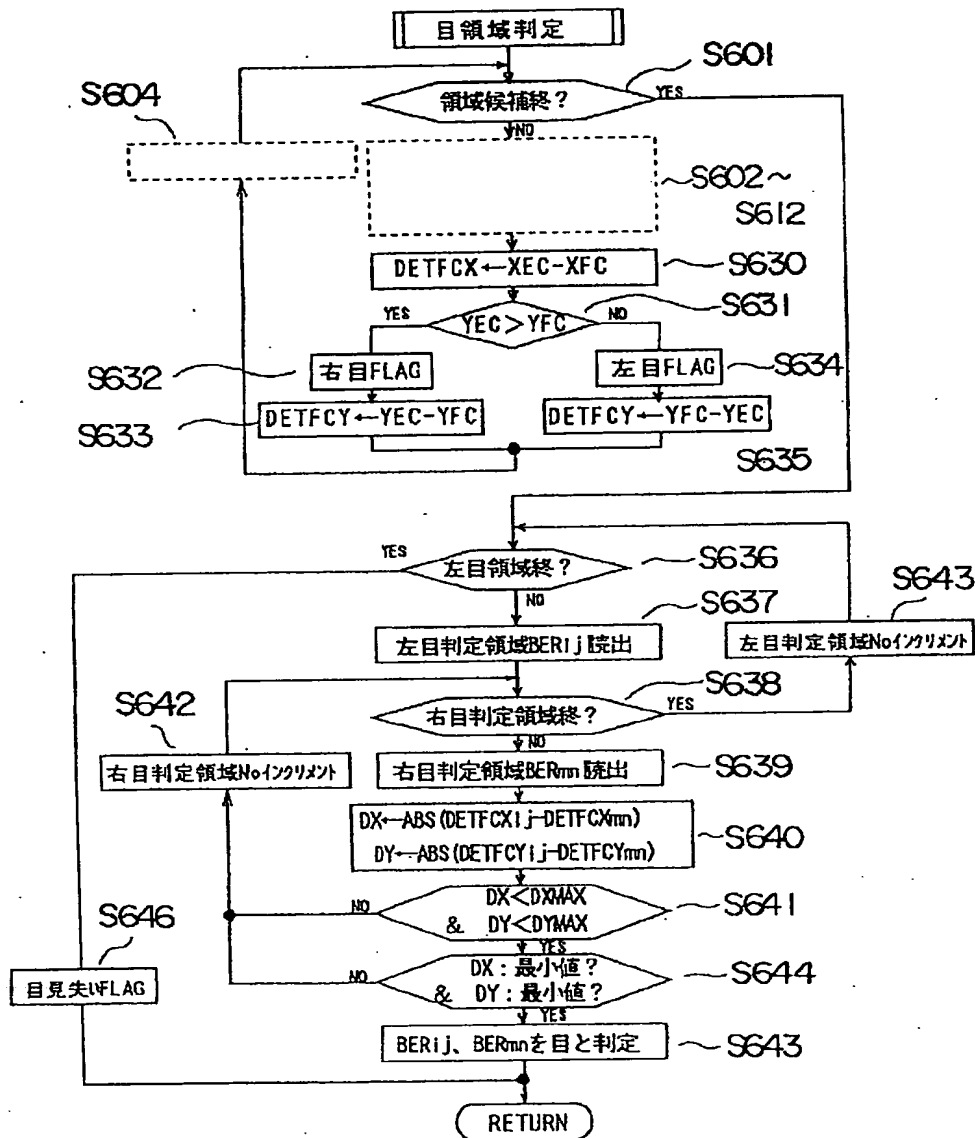 目領域判定
S601
領域候補終?
YES
S604
NO
S602~
S612
DETFCX←XEC-XFC
S630
S631
YES
YEC>YFC
NO
S632
右目FLAG
左目FLAG
S634
DETFCY←YEC-YFC
DETFCY←YFC-YEC
S633
S635
YES
左目領域終?
S636
S643
NO
S637
左目判定領域BERij読出
左目判定領域Noインクリメント
S638
S642
右目判定領域終?
YES
NO
右目判定領域Noインクリメント
右目判定領域BERmn読出
S639
DX←ABS(DETFCXij-DETFCXmn)
DY←ABS(DETFCYij-DETFCYmn)
S640
DX<DXMAX
NO
& DY<DYMAX
S641
S646
YES
DX:最小値?
NO
& DY:最小値?
S644
目見失いFLAG
YES
BERij、BERmnを目と判定
S643
RETURN